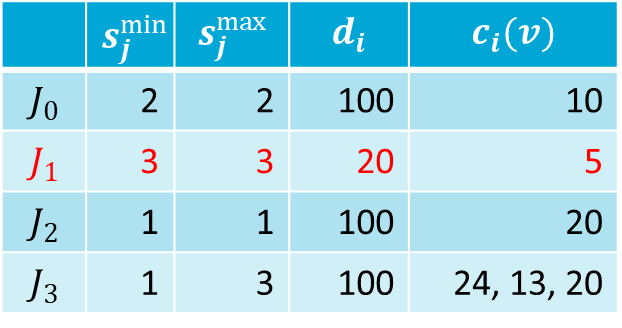 s_j^min s_j^max d_i c_i(v)
J_0 2 2 100 10
J_1 3 3 20 5
J_2 1 1 100 20
J_3 1 3 100 24, 13, 20